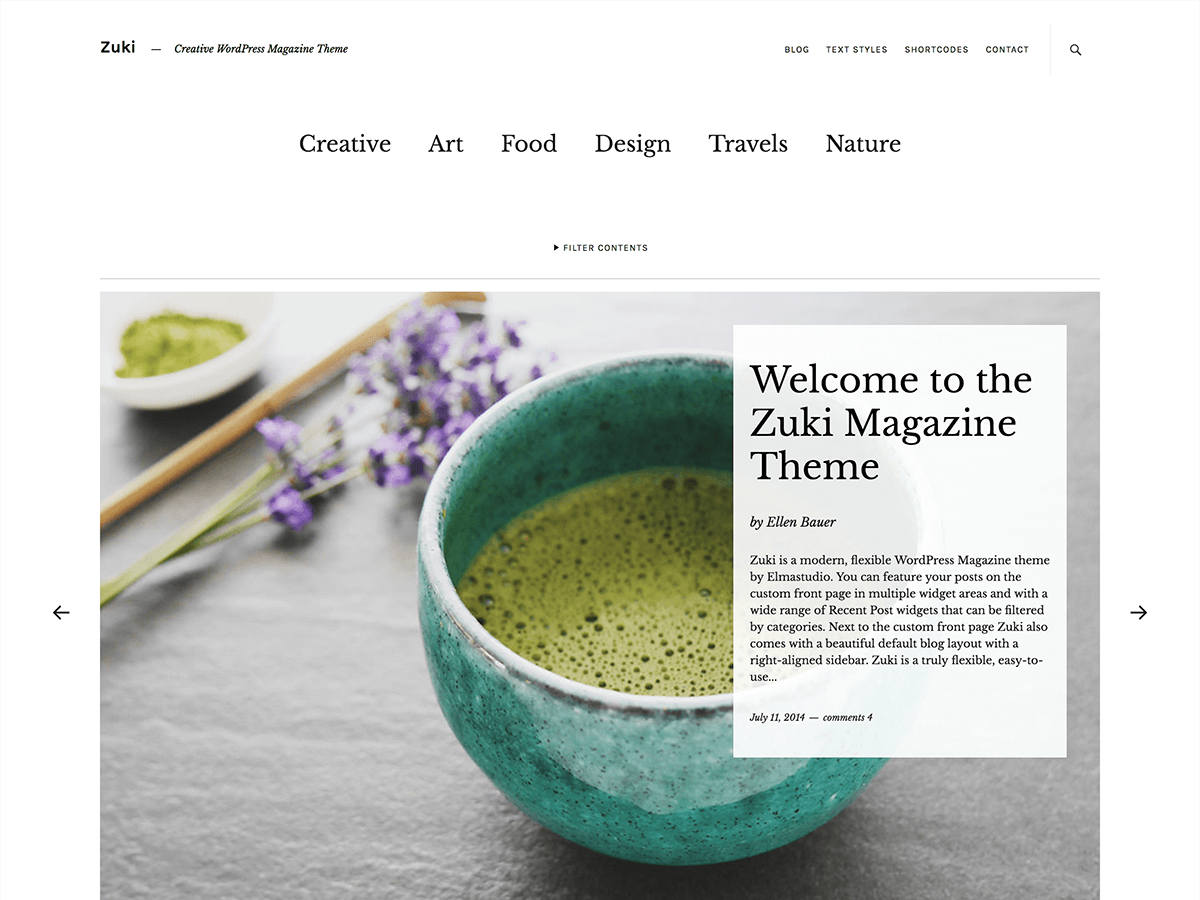 Zuki — Creative WordPress Magazine Theme
BLOG TEXT STYLES SHORTCODES CONTACT
Creative Art Food Design Travels Nature
FILTER CONTENTS
Welcome to the
Zuki Magazine
Theme
by Ellen Bauer
Zuki is a modern, flexible WordPress Magazine theme
by Elmastudio. You can feature your posts on the
custom front page in multiple widget areas and with a
wide range of Recent Post widgets that can be filtered
by categories. Next to the custom front page Zuki also
comes with a beautiful default blog layout with a
right-aligned sidebar. Zuki is a truly flexible, easy-to-
use...
July 11, 2014 — comments 4